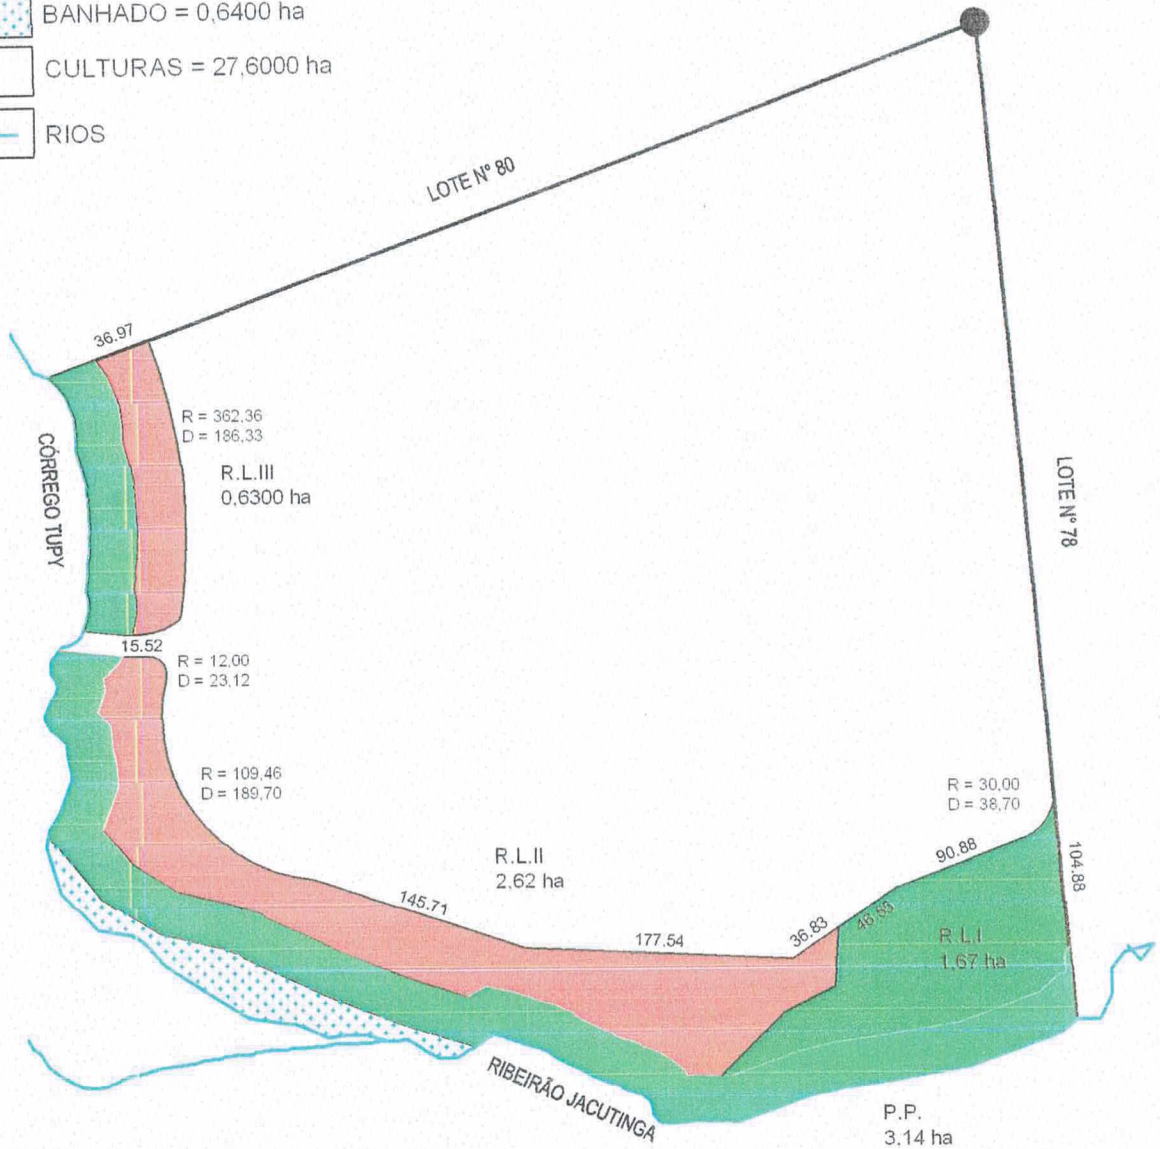 BANHADO = 0,6400 ha
CULTURAS = 27,6000 ha
RIOS
LOTE Nº 80
36.97
R = 362,36
D = 186,33
R.L.III
0,6300 ha
CÓRREGO TUPY
LOTE Nº 78
15.52
R = 12,00
D = 23,12
R = 109,46
D = 189,70
R = 30,00
D = 38,70
R.L.II
2.62 ha
90.88
104.88
145.71
177.54
36.83
R.L.I
1,67 ha
RIBEIRÃO JACUTINGA
P.P.
3,14 ha